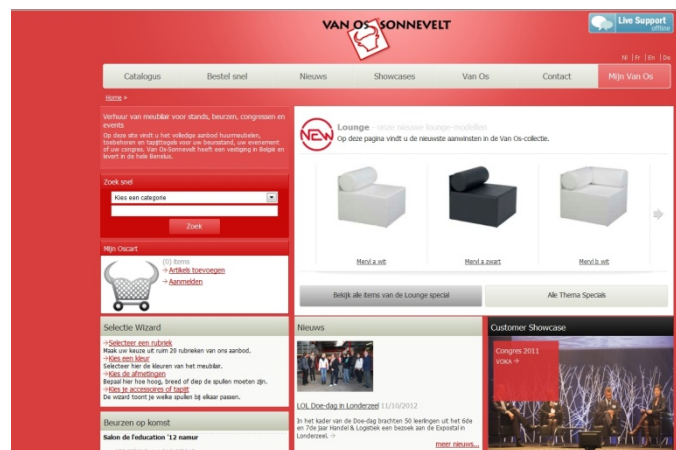 VAN OS-SONNEVELT
Live Support
offline
Nl | Fr | En | De
Catalogus Bestel snel Nieuws Showcases Van Os Contact Mijn Van Os
Home »
Verhuur van meubilair voor stands, beurzen, congressen en
events
Op deze site vindt u het volledige aanbod huurmeubelen,
toebehoren en tapijttegels voor uw beursstand, uw evenement
of uw congres. Van Os-Sonnevelt heeft een vestiging in België en
levert in de hele Benelux.
Zoek snel
Kies een categorie
Zoek
Mijn Oscart
(0) items
Artikels toevoegen
Aanmelden
NEW
Lounge - onze nieuwe lounge-modellen
Op deze pagina vindt u de nieuwste aanwinsten in de Van Os-collectie.
Meryl a wit Meryl a zwart Meryl b wit
Bekijk alle items van de Lounge special Alle Thema Specials
Selectie Wizard
Selecteer een rubriek
Maak uw keuze uit ruim 20 rubrieken van ons aanbod.
Kies een kleur
Selecteer hier de kleuren van het meubilair.
Kies de afmetingen
Bepaal hier hoe hoog, breed of diep de spullen moeten zijn.
Kies je accessoires of tapijt
De wizard toont je welke spullen bij elkaar passen.
Beurzen op komst
Salon de l'education '12 namur
Nieuws
LOL Doe-dag in Londerzeel 11/10/2012
In het kader van de Doe-dag brachten 50 leerlingen uit het 6de
en 7de jaar Handel & Logistiek een bezoek aan de Expostal in
Londerzeel.
meer nieuws...
Customer Showcase
Congres 2011
VOKA